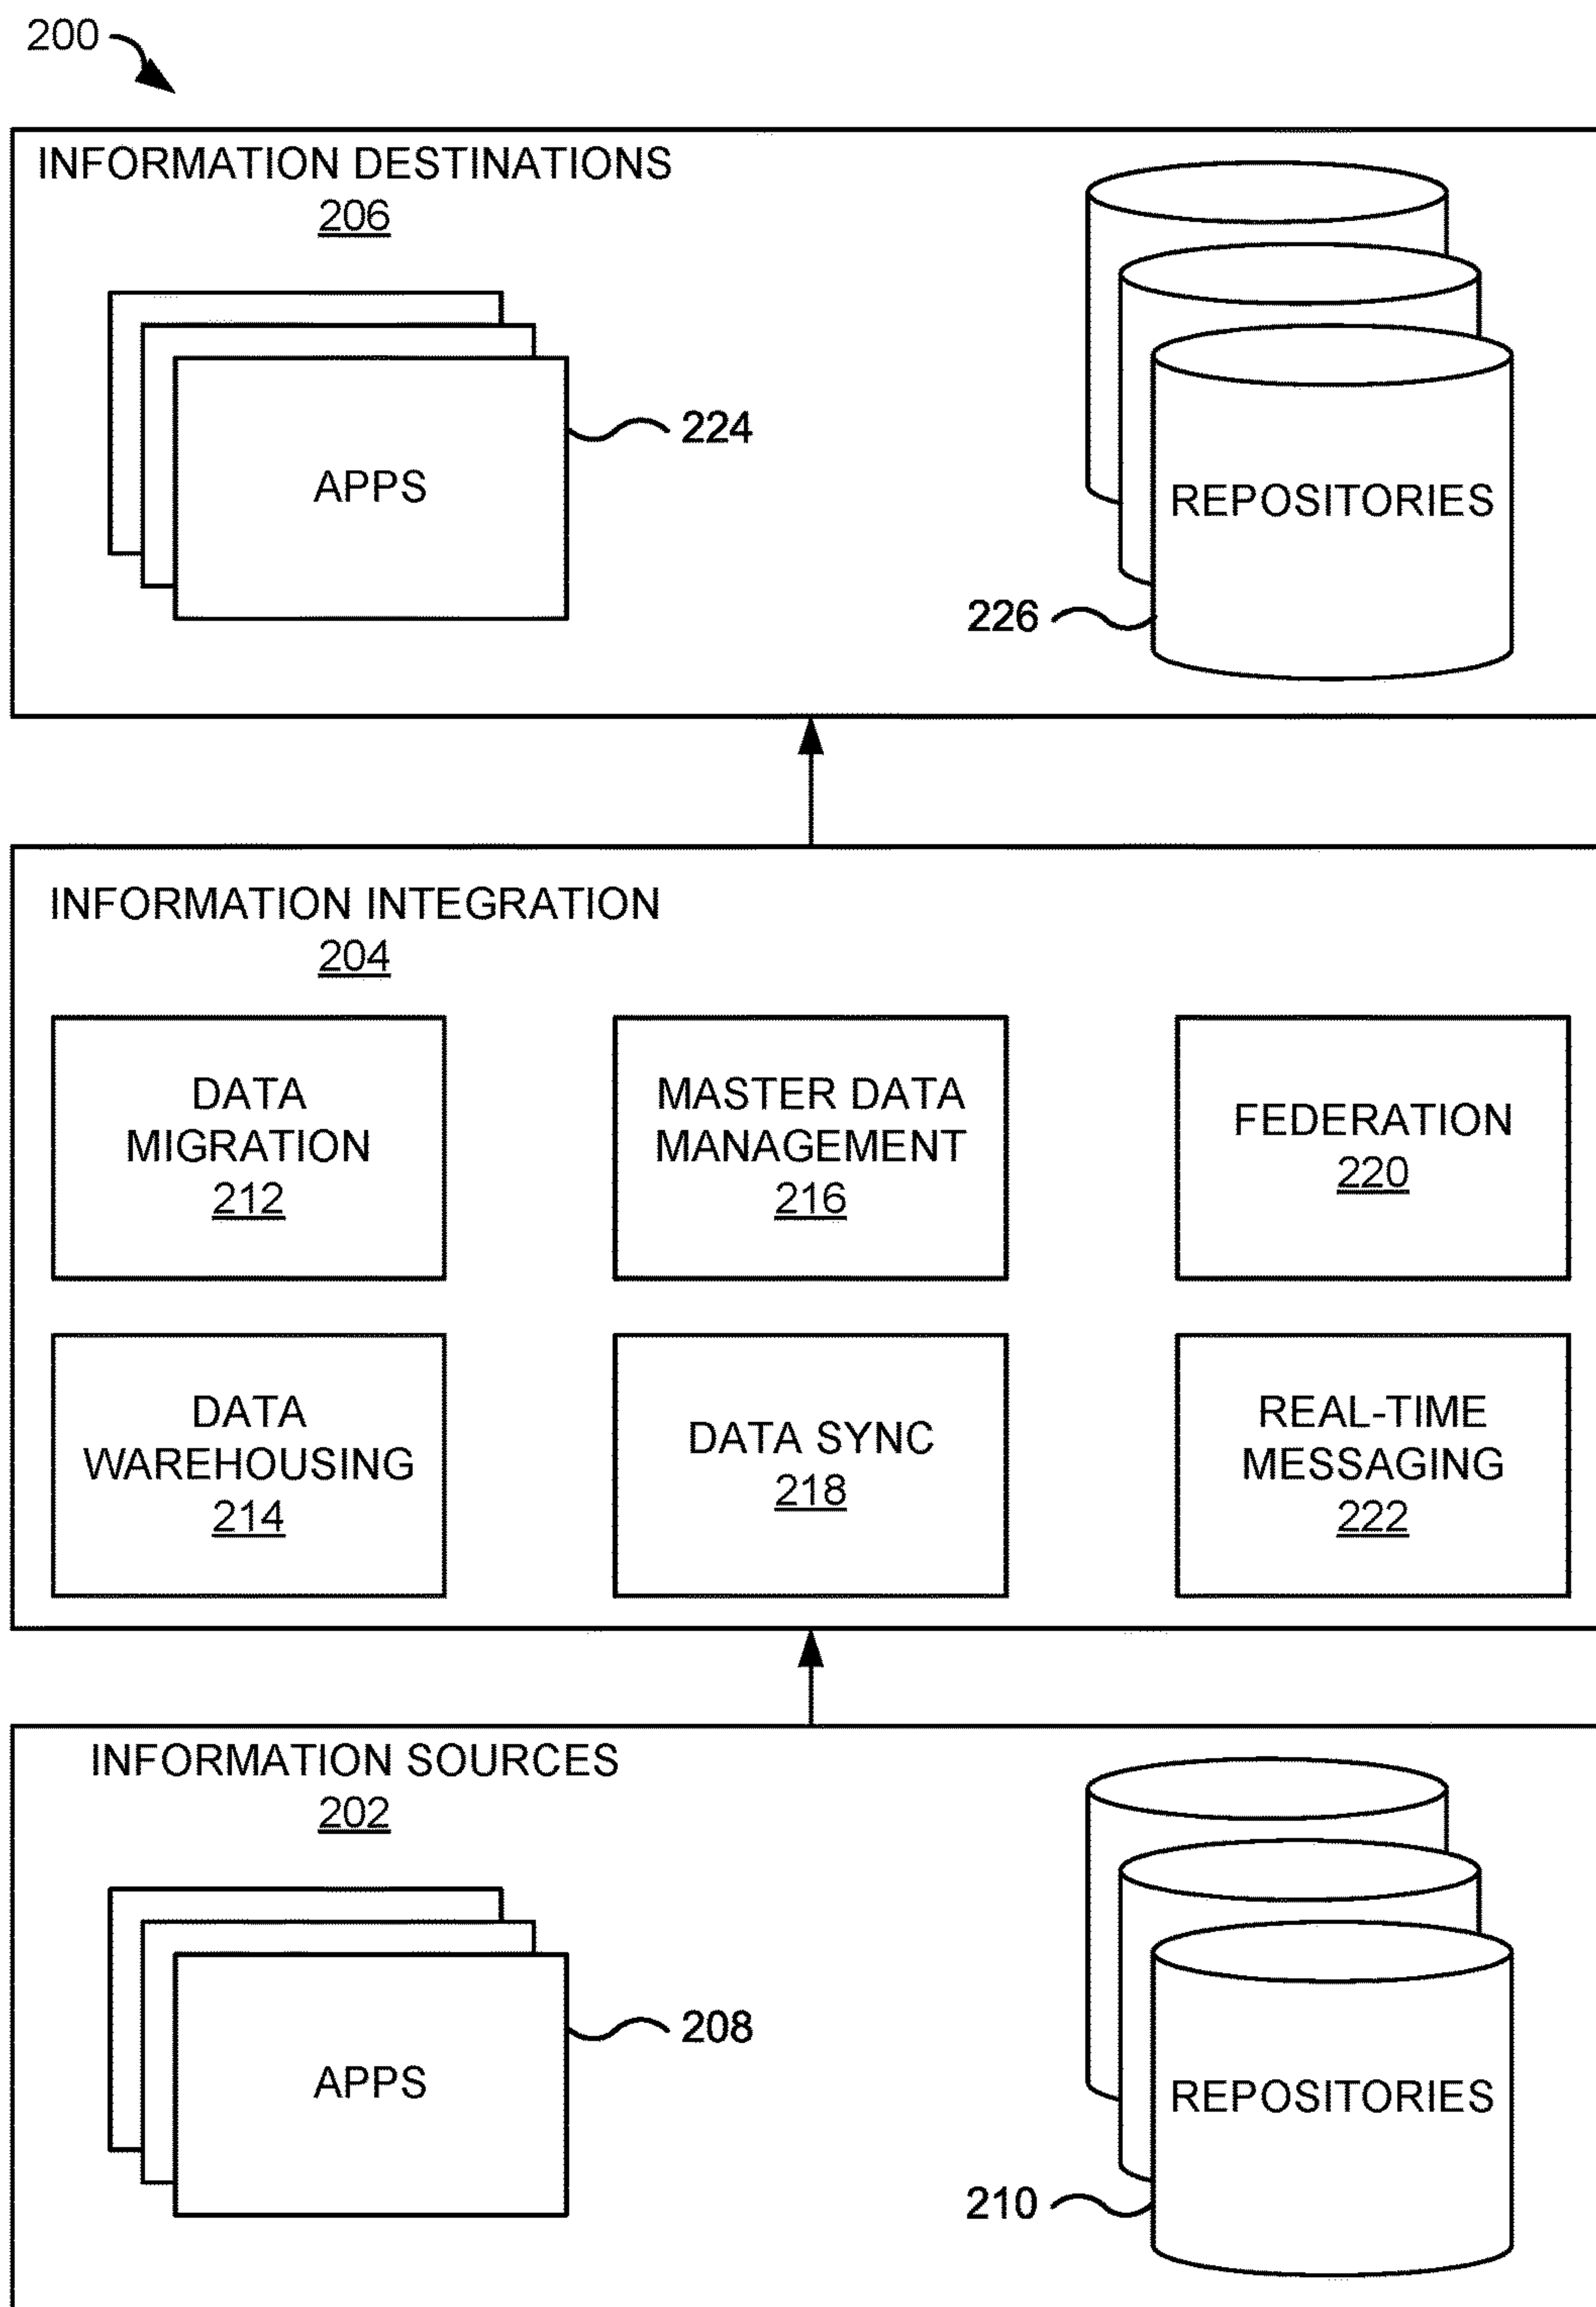 200
INFORMATION DESTINATIONS
206
224
APPS
REPOSITORIES
226
INFORMATION INTEGRATION
204
DATA
MIGRATION
212
MASTER DATA
MANAGEMENT
216
FEDERATION
220
DATA
WAREHOUSING
214
DATA SYNC
218
REAL-TIME
MESSAGING
222
INFORMATION SOURCES
202
208
APPS
REPOSITORIES
210